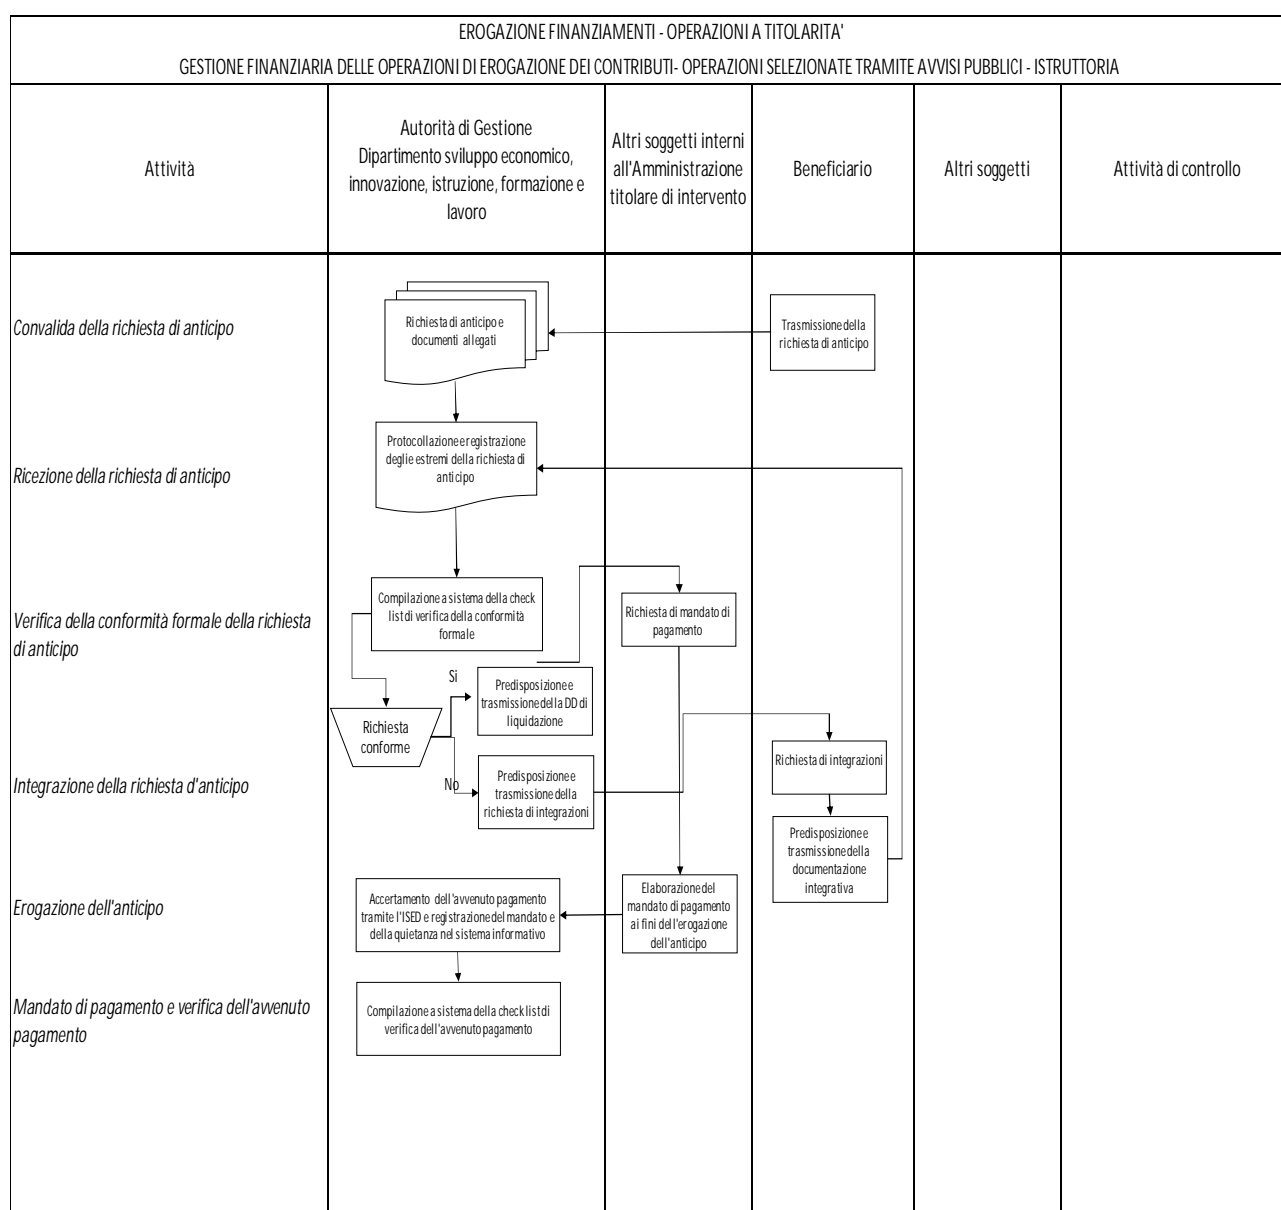 EROGAZIONE FINANZIAMENTI - OPERAZIONI A TITOLARITA'
GESTIONE FINANZIARIA DELLE OPERAZIONI DI EROGAZIONE DEI CONTRIBUTI- OPERAZIONI SELEZIONATE TRAMITE AVVISI PUBBLICI - ISTRUTTORIA
Attività
Autorità di Gestione
Dipartimento sviluppo economico,
innovazione, istruzione, formazione e
lavoro
Altri soggetti interni
all'Amministrazione
titolare di intervento
Beneficiario
Altri soggetti
Attività di controllo
Convalida della richiesta di anticipo
Richiesta di anticipo e
documenti allegati
Trasmissione della
richiesta di anticipo
Ricezione della richiesta di anticipo
Protocollazione e registrazione
deglie estremi della richiesta di
anticipo
Verifica della conformità formale della richiesta
di anticipo
Compilazione a sistema della check
list di verifica della conformità
formale
Richiesta di mandato di
pagamento
Si
Predisposizione e
trasmissione della DD di
liquidazione
Richiesta
conforme
Richiesta di integrazioni
Integrazione della richiesta d'anticipo
No
Predisposizione e
trasmissione della
richiesta di integrazioni
Predisposizione e
trasmissione della
documentazione
integrativa
Erogazione dell'anticipo
Accertamento dell'avvenuto pagamento
tramite l'ISED e registrazione del mandato e
della quietanza nel sistema informativo
Elaborazione del
mandato di pagamento
ai fini dell'erogazione
dell'anticipo
Mandato di pagamento e verifica dell'avvenuto
pagamento
Compilazione a sistema della check list di
verifica dell'avvenuto pagamento